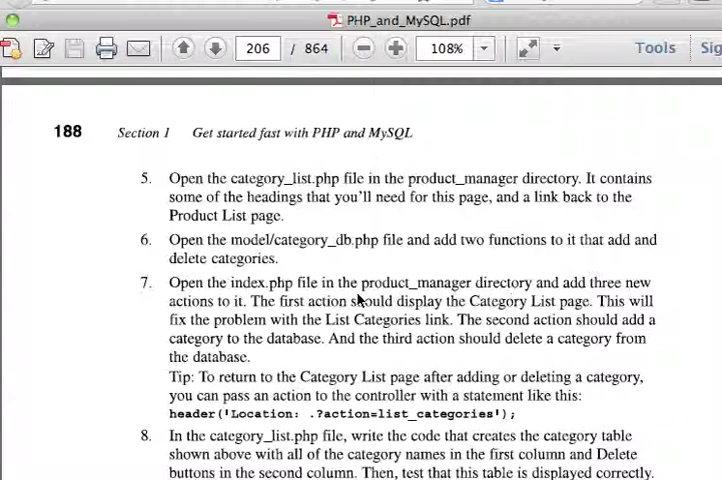 PHP_and_MySQL.pdf
206 / 864 108% Tools Sig
188 Section 1 Get started fast with PHP and MySQL
5. Open the category_list.php file in the product_manager directory. It contains
some of the headings that you'll need for this page, and a link back to the
Product List page.
6. Open the model/category_db.php file and add two functions to it that add and
delete categories.
7. Open the index.php file in the product_manager directory and add three new
actions to it. The first action should display the Category List page. This will
fix the problem with the List Categories link. The second action should add a
category to the database. And the third action should delete a category from
the database.
Tip: To return to the Category List page after adding or deleting a category,
you can pass an action to the controller with a statement like this:
header('Location: .?action=list_categories');
8. In the category_list.php file, write the code that creates the category table
shown above with all of the category names in the first column and Delete
buttons in the second column. Then, test that this table is displayed correctly.